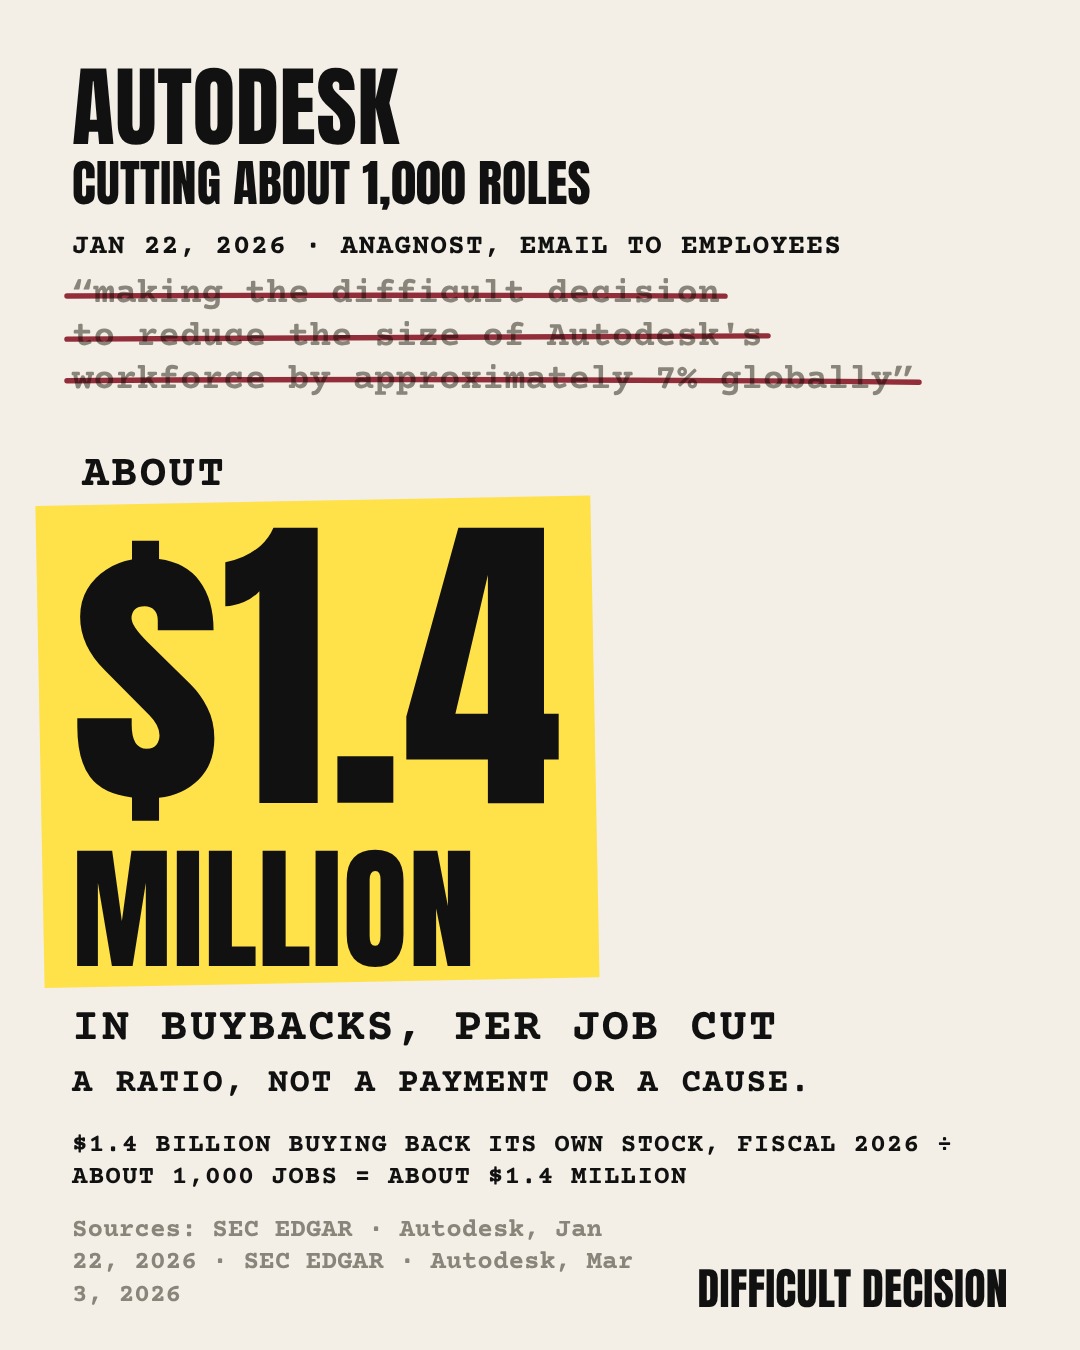 AUTODESK
CUTTING ABOUT 1,000 ROLES
JAN 22, 2026 · ANAGNOST, EMAIL TO EMPLOYEES
“making the difficult decision
to reduce the size of Autodesk's
workforce by approximately 7% globally”
ABOUT
$1.4
MILLION
IN BUYBACKS, PER JOB CUT
A RATIO, NOT A PAYMENT OR A CAUSE.
$1.4 BILLION BUYING BACK ITS OWN STOCK, FISCAL 2026 ÷
ABOUT 1,000 JOBS = ABOUT $1.4 MILLION
Sources: SEC EDGAR · Autodesk, Jan
22, 2026 · SEC EDGAR · Autodesk, Mar
3, 2026
DIFFICULT DECISION